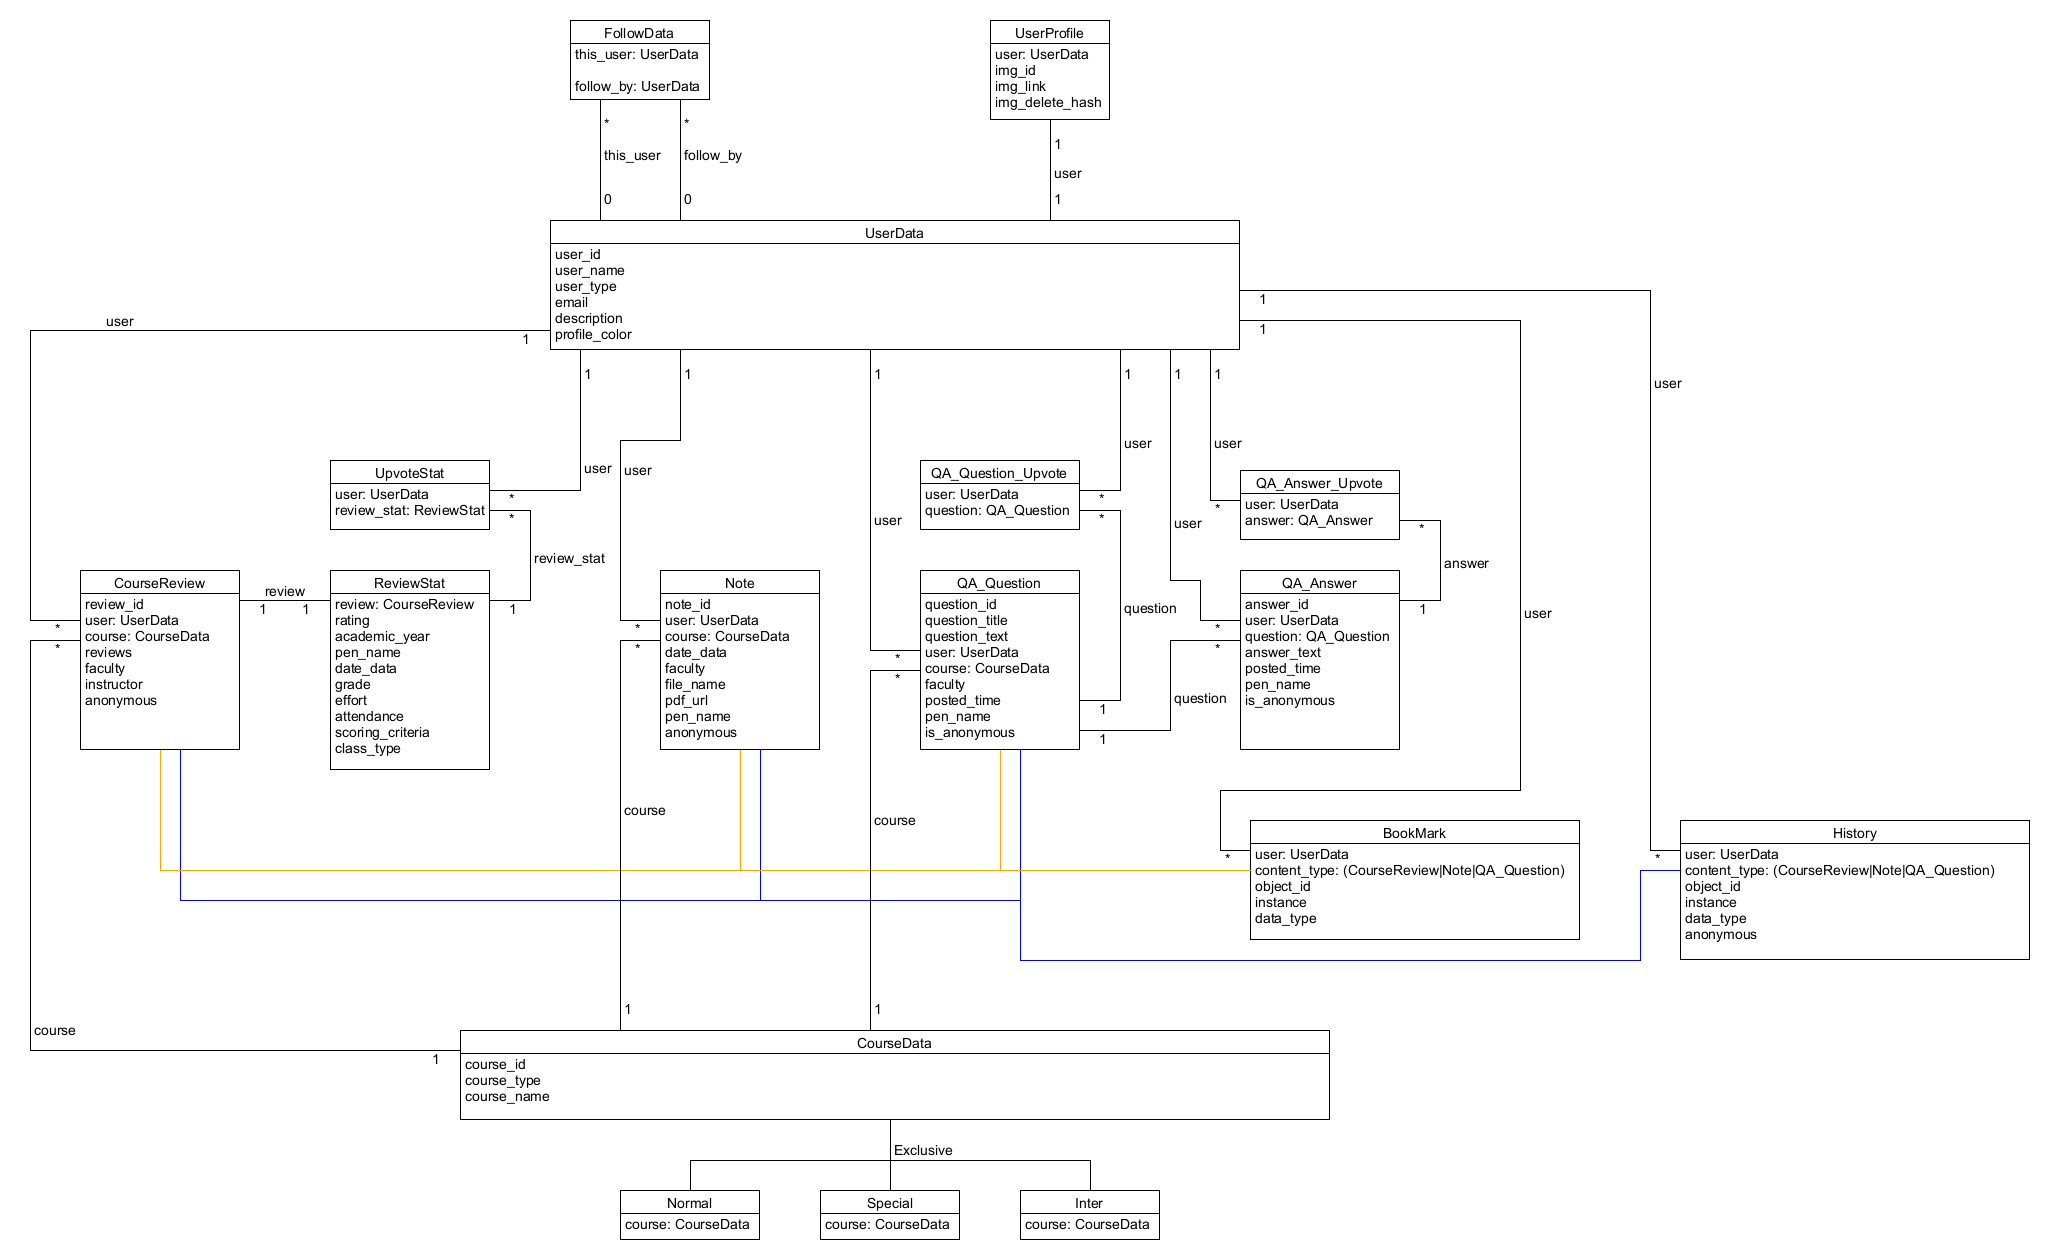 FollowData
this_user: UserData
follow_by: UserData
UserProfile
user: UserData
img_id
img_link
img_delete_hash
*
*
1
this_user
follow_by
user
0
0
1
UserData
user_id
user_name
user_type
email
description
profile_color
user
1
1
1
1
1
1
1
1
1
user
user
user
user
user
user
user
user
UpvoteStat
user: UserData
review_stat: ReviewStat
*
*
review_stat
QA_Question_Upvote
user: UserData
question: QA_Question
*
*
QA_Answer_Upvote
user: UserData
answer: QA_Answer
*
*
answer
CourseReview
review_id
user: UserData
course: CourseData
reviews
faculty
instructor
anonymous
*
*
review
1
1
ReviewStat
review: CourseReview
rating
academic_year
pen_name
date_data
grade
effort
attendance
scoring_criteria
class_type
1
Note
note_id
user: UserData
course: CourseData
date_data
faculty
file_name
pdf_url
pen_name
anonymous
*
*
QA_Question
question_id
question_title
question_text
user: UserData
course: CourseData
faculty
posted_time
pen_name
is_anonymous
*
*
question
1
1
question
QA_Answer
answer_id
user: UserData
question: QA_Question
answer_text
posted_time
pen_name
is_anonymous
*
*
1
course
course
BookMark
user: UserData
content_type: (CourseReview|Note|QA_Question)
object_id
instance
data_type
*
History
user: UserData
content_type: (CourseReview|Note|QA_Question)
object_id
instance
data_type
anonymous
*
1
1
course
1
CourseData
course_id
course_type
course_name
Exclusive
Normal
course: CourseData
Special
course: CourseData
Inter
course: CourseData